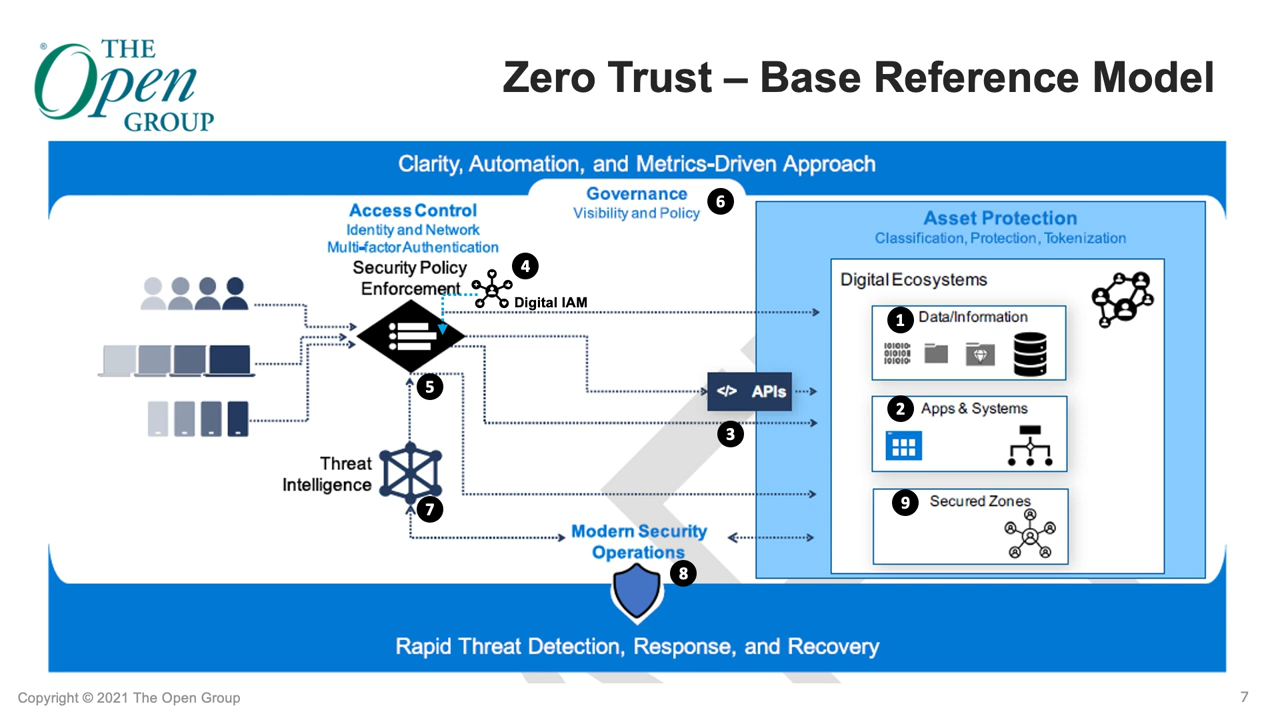 ®
THE
Open
GROUP
Zero Trust – Base Reference Model
Clarity, Automation, and Metrics-Driven Approach
Governance
Visibility and Policy
6
Access Control
Identity and Network
Multi-factor Authentication
Security Policy
Enforcement
4
Digital IAM
5
Asset Protection
Classification, Protection, Tokenization
Digital Ecosystems
1 Data/Information
010101
101010
010101
</> APIs
3
2 Apps & Systems
Threat
Intelligence
7
9 Secured Zones
Modern Security
Operations
8
Rapid Threat Detection, Response, and Recovery
Copyright © 2021 The Open Group
7